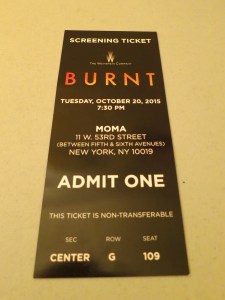 SCREENING TICKET
THE WEINSTEIN COMPANY
BURNT
TUESDAY, OCTOBER 20, 2015
7:30 PM
MOMA
11 W. 53RD STREET
(BETWEEN FIFTH & SIXTH AVENUES)
NEW YORK, NY 10019
ADMIT ONE
THIS TICKET IS NON-TRANSFERABLE
SEC ROW SEAT
CENTER G 109